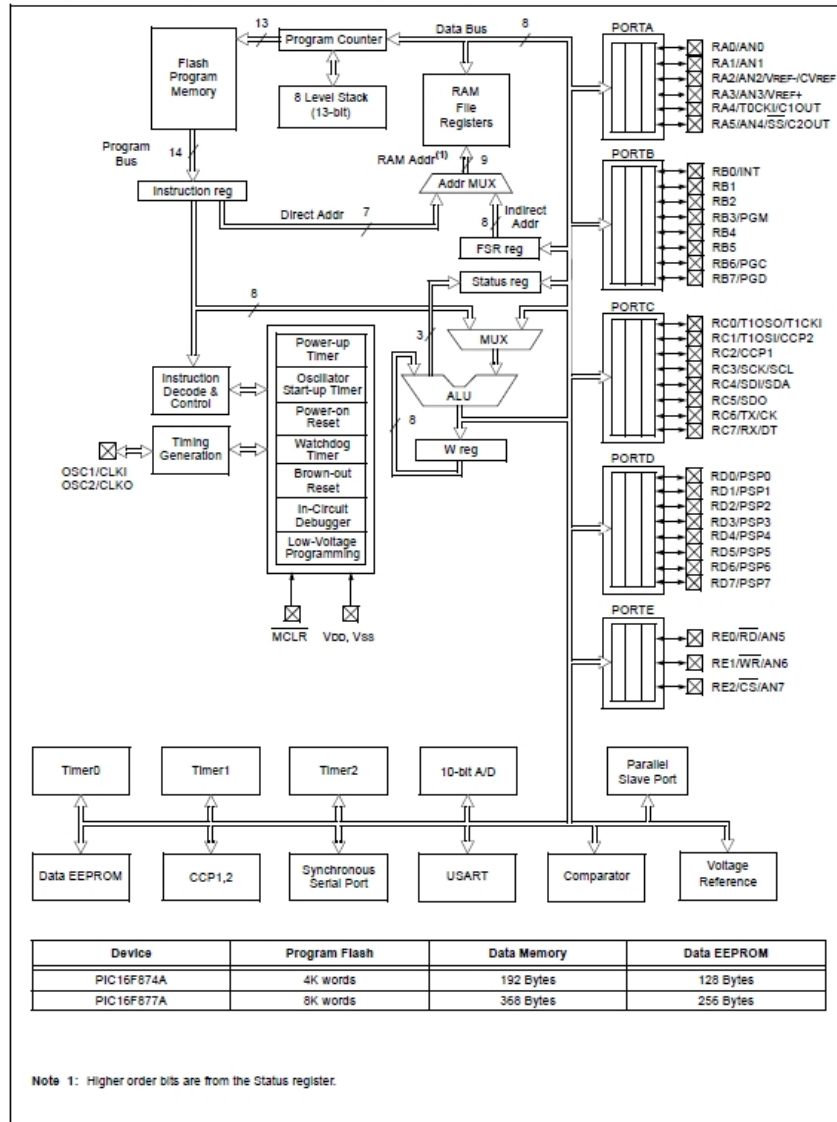 13
Program Counter
Data Bus
8
PORTA
Flash
Program
Memory
8 Level Stack
(13-bit)
RAM
File
Registers
RA0/AN0
RA1/AN1
RA2/AN2/VREF-/CVREF
RA3/AN3/VREF+
RA4/T0CKI/C1OUT
RA5/AN4/SS/C2OUT
Program
Bus
14
RAM Addr(1)
9
PORTB
Instruction reg
Addr MUX
Direct Addr
7
8
Indirect
Addr
FSR reg
Status reg
RB0/INT
RB1
RB2
RB3/PGM
RB4
RB5
RB6/PGC
RB7/PGD
8
3
MUX
PORTC
Power-up
Timer
Oscillator
Start-up Timer
Power-on
Reset
Watchdog
Timer
Brown-out
Reset
In-Circuit
Debugger
Low-Voltage
Programming
Instruction
Decode &
Control
Timing
Generation
OSC1/CLKI
OSC2/CLKO
ALU
8
W reg
RC0/T1OSO/T1CKI
RC1/T1OSI/CCP2
RC2/CCP1
RC3/SCK/SCL
RC4/SDI/SDA
RC5/SDO
RC6/TX/CK
RC7/RX/DT
PORTD
RD0/PSP0
RD1/PSP1
RD2/PSP2
RD3/PSP3
RD4/PSP4
RD5/PSP5
RD6/PSP6
RD7/PSP7
MCLR
VDD, VSS
PORTE
RE0/RD/AN5
RE1/WR/AN6
RE2/CS/AN7
Timer0
Timer1
Timer2
10-bit A/D
Parallel
Slave Port
Data EEPROM
CCP1,2
Synchronous
Serial Port
USART
Comparator
Voltage
Reference
Device Program Flash Data Memory Data EEPROM
PIC16F874A 4K words 192 Bytes 128 Bytes
PIC16F877A 8K words 368 Bytes 256 Bytes
Note 1: Higher order bits are from the Status register.